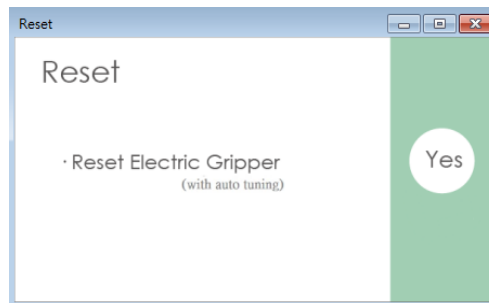 Reset
Reset
· Reset Electric Gripper
(with auto tuning)
Yes